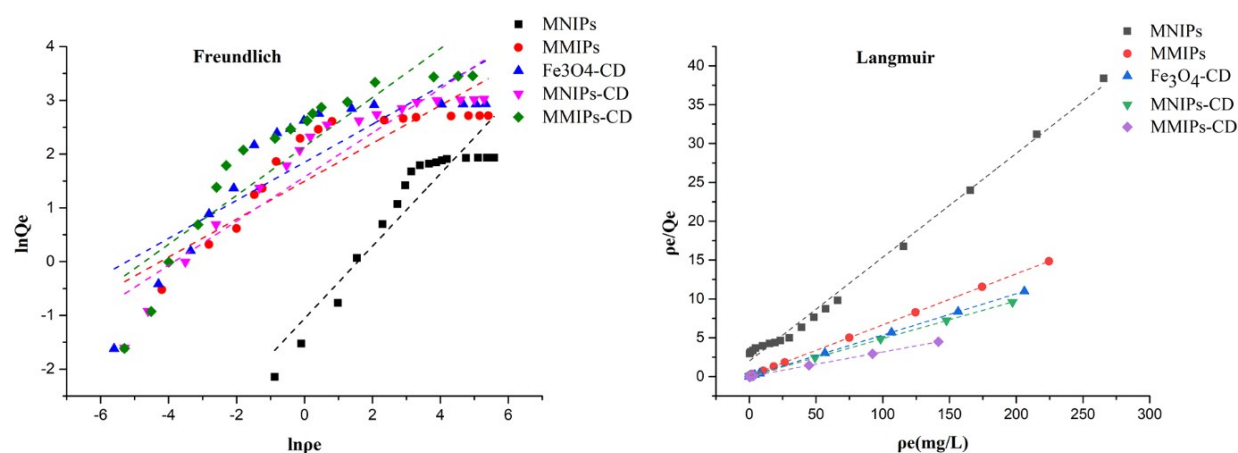 Freundlich
MNIPs
MMIPs
Fe3O4-CD
MNIPs-CD
MMIPs-CD
4
3
2
1
0
-1
-2
lnQe
-6
-4
-2
0
2
4
6
lnρe
Langmuir
MNIPs
MMIPs
Fe₃O₄-CD
MNIPs-CD
MMIPs-CD
40
35
30
25
20
15
10
5
0
ρe/Qe
0
50
100
150
200
250
300
ρe(mg/L)